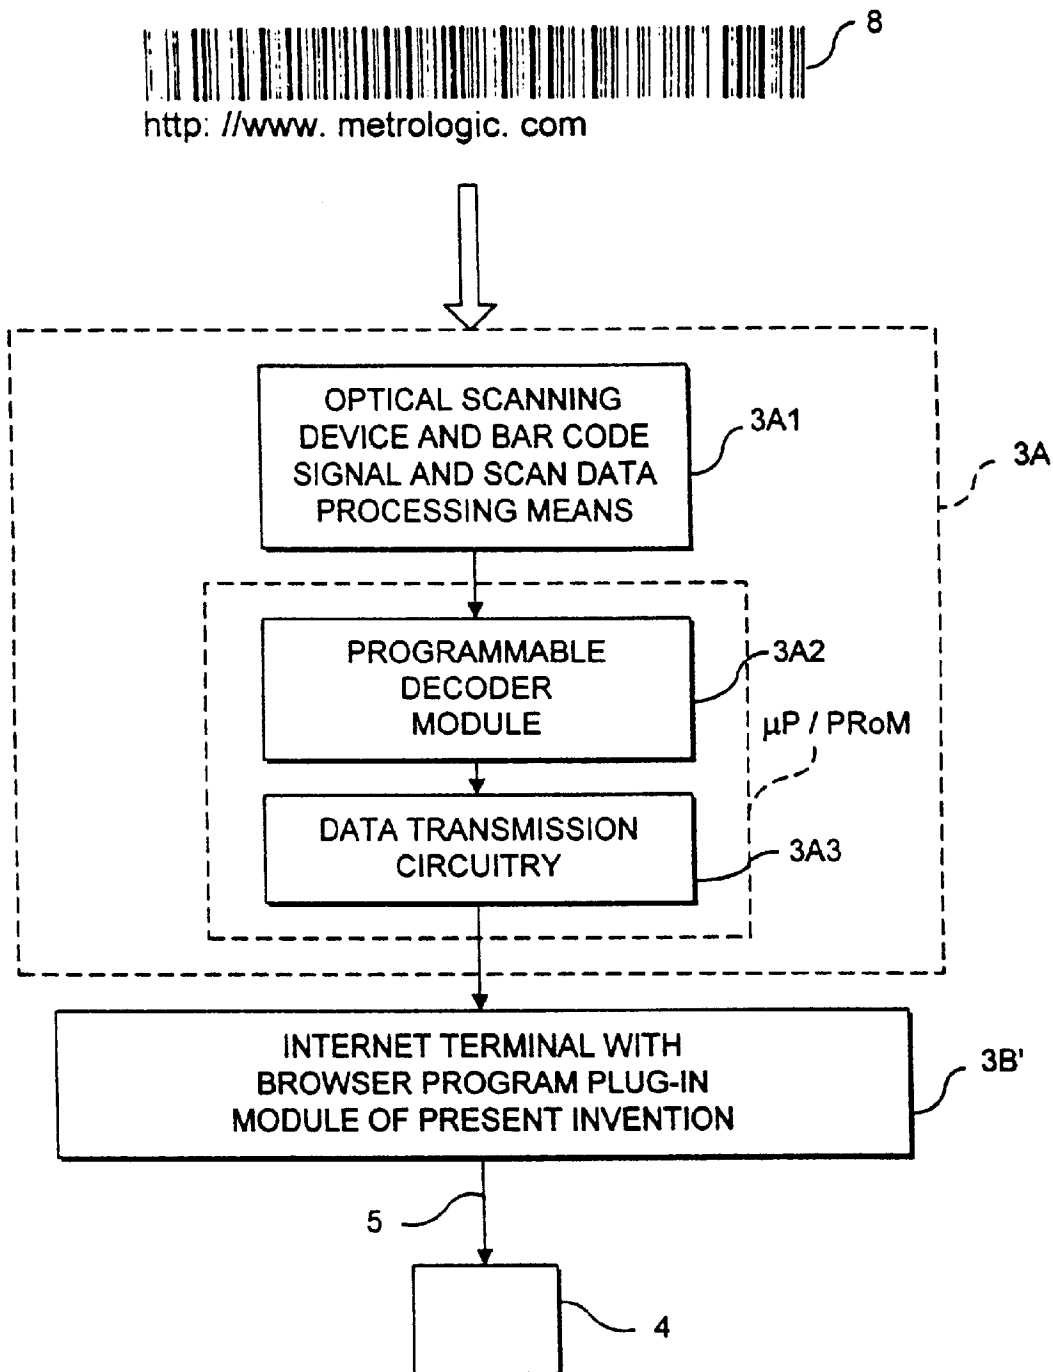 8
http: //www. metrologic. com
OPTICAL SCANNING
DEVICE AND BAR CODE
SIGNAL AND SCAN DATA
PROCESSING MEANS
3A1
3A
PROGRAMMABLE
DECODER
MODULE
3A2
µP / PRoM
DATA TRANSMISSION
CIRCUITRY
3A3
INTERNET TERMINAL WITH
BROWSER PROGRAM PLUG-IN
MODULE OF PRESENT INVENTION
3B'
5
4